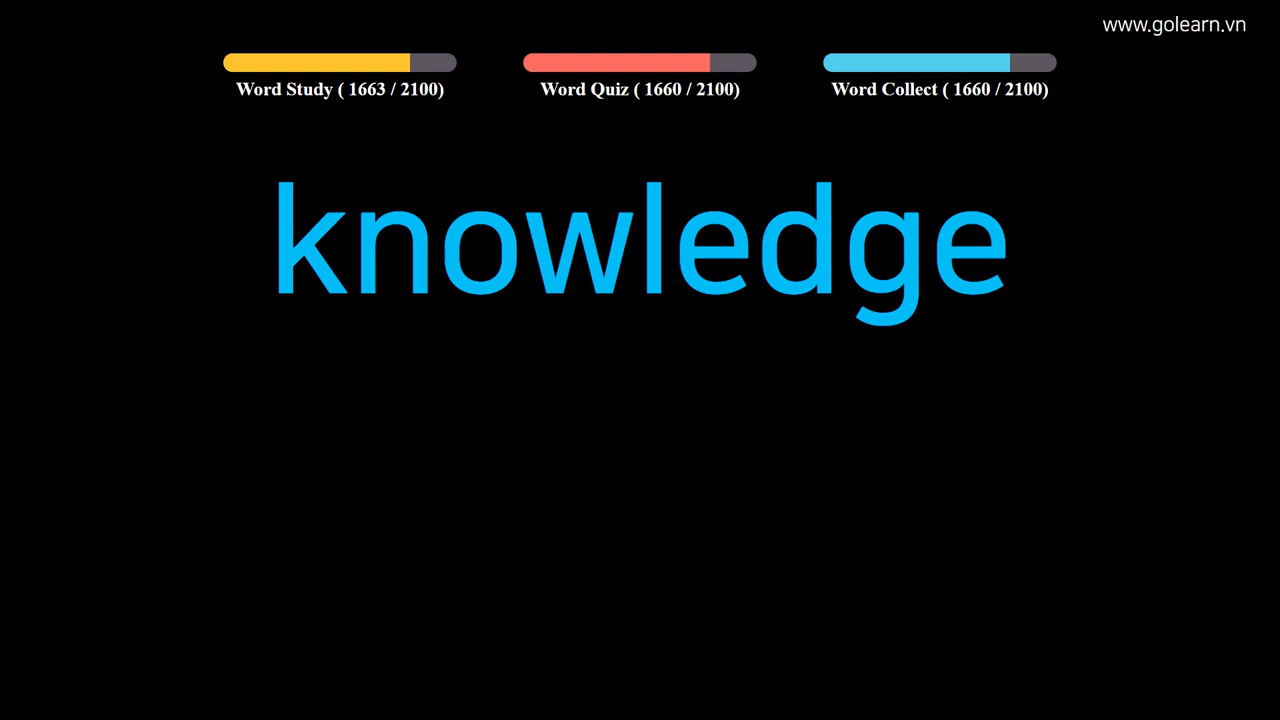 www.golearn.vn
Word Study ( 1663 / 2100)
Word Quiz ( 1660 / 2100)
Word Collect ( 1660 / 2100)
knowledge